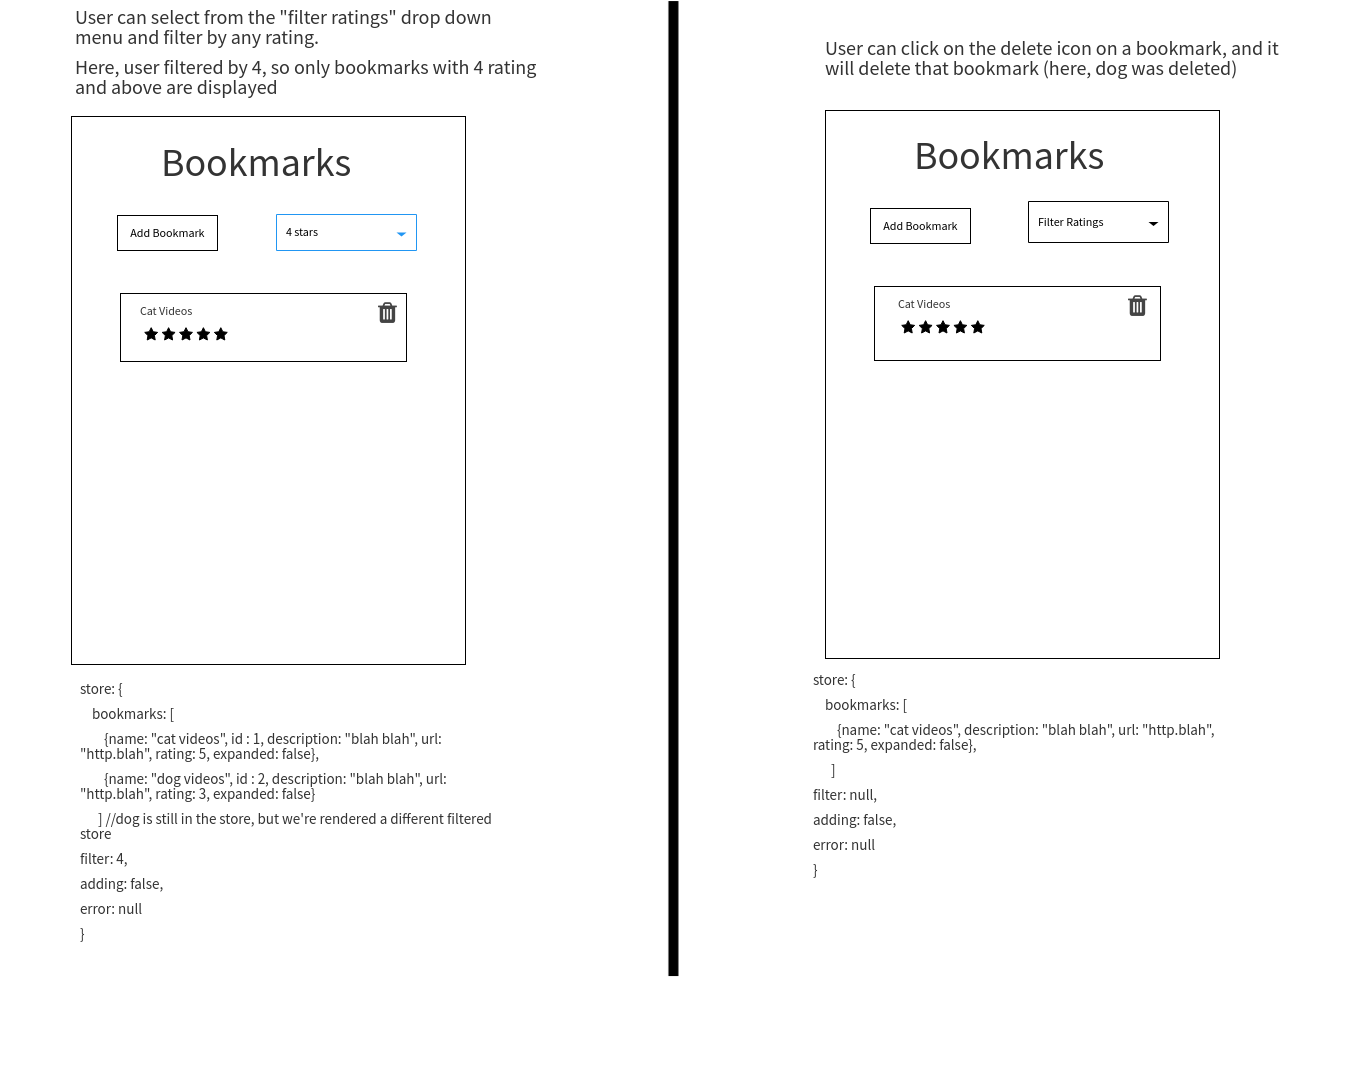 User can select from the "filter ratings" drop down
menu and filter by any rating.
Here, user filtered by 4, so only bookmarks with 4 rating
and above are displayed
Bookmarks
Add Bookmark
4 stars
Cat Videos
store: {
bookmarks: [
{name: "cat videos", id : 1, description: "blah blah", url:
"http.blah", rating: 5, expanded: false},
{name: "dog videos", id : 2, description: "blah blah", url:
"http.blah", rating: 3, expanded: false}
] //dog is still in the store, but we're rendered a different filtered
store
filter: 4,
adding: false,
error: null
}
User can click on the delete icon on a bookmark, and it
will delete that bookmark (here, dog was deleted)
Bookmarks
Add Bookmark
Filter Ratings
Cat Videos
store: {
bookmarks: [
{name: "cat videos", description: "blah blah", url: "http.blah",
rating: 5, expanded: false},
]
filter: null,
adding: false,
error: null
}